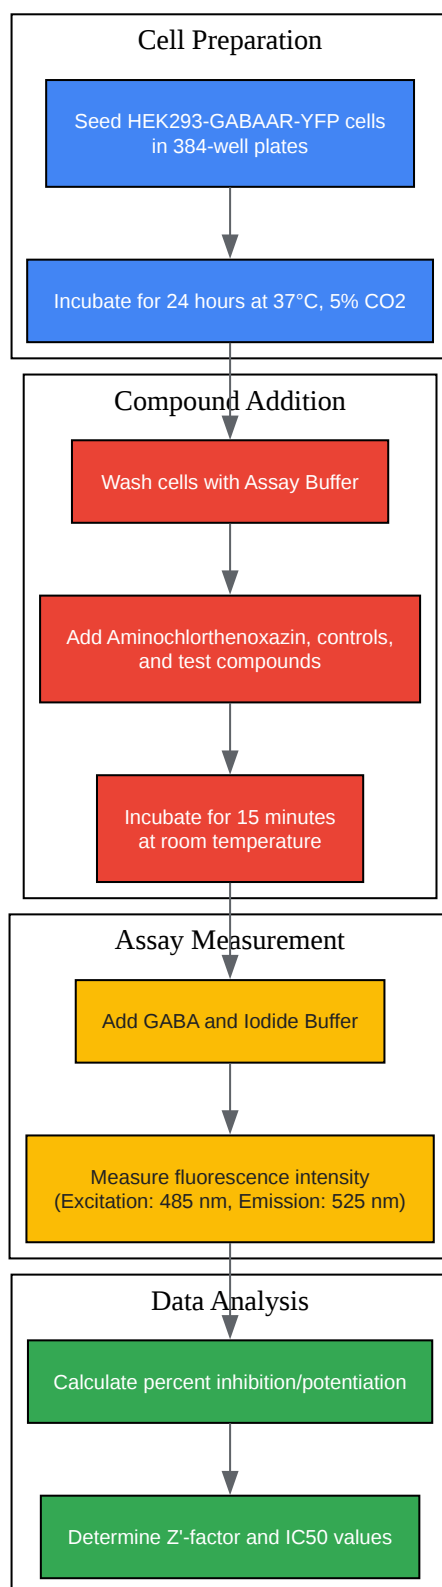 Cell Preparation
Seed HEK293-GABAAR-YFP cells
in 384-well plates
Incubate for 24 hours at 37°C, 5% CO2
Compound Addition
Wash cells with Assay Buffer
Add Aminochlorthenoxazin, controls,
and test compounds
Incubate for 15 minutes
at room temperature
Assay Measurement
Add GABA and Iodide Buffer
Measure fluorescence intensity
(Excitation: 485 nm, Emission: 525 nm)
Data Analysis
Calculate percent inhibition/potentiation
Determine Z'-factor and IC50 values